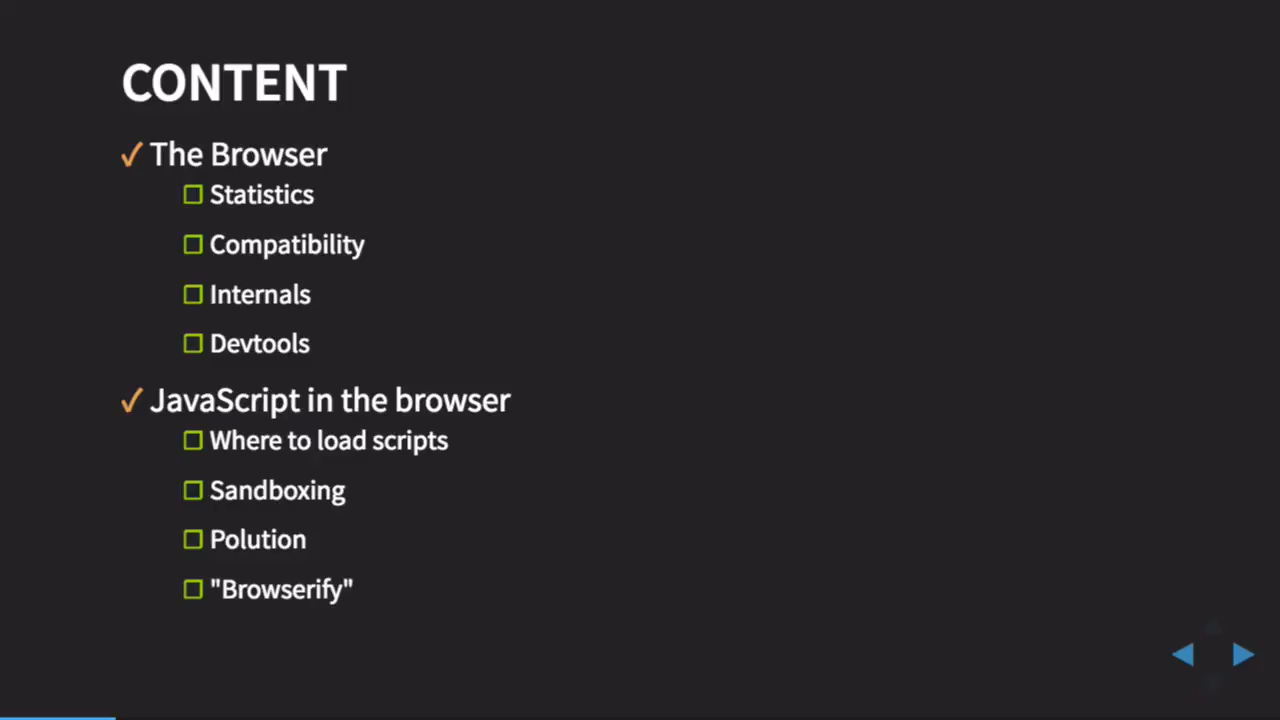 CONTENT
The Browser
Statistics
Compatibility
Internals
Devtools
JavaScript in the browser
Where to load scripts
Sandboxing
Polution
"Browserify"